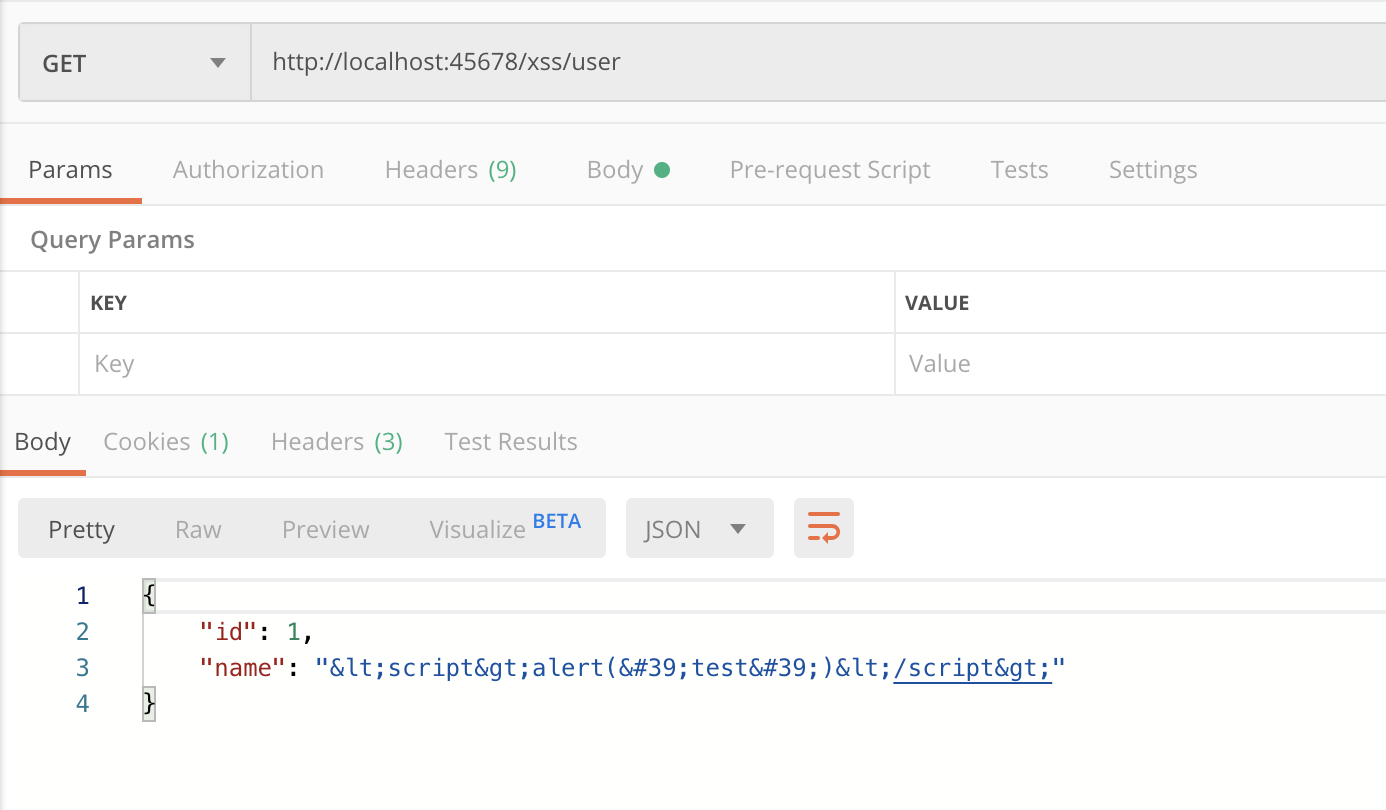 GET http://localhost:45678/xss/user
Params Authorization Headers (9) Body Pre-request Script Tests Settings
Query Params
KEY VALUE
Key Value
Body Cookies (1) Headers (3) Test Results
Pretty Raw Preview Visualize BETA JSON
1 {
2 "id": 1,
3 "name": "&lt;script&gt;alert(&#39;test&#39;)&lt;/script&gt;"
4 }